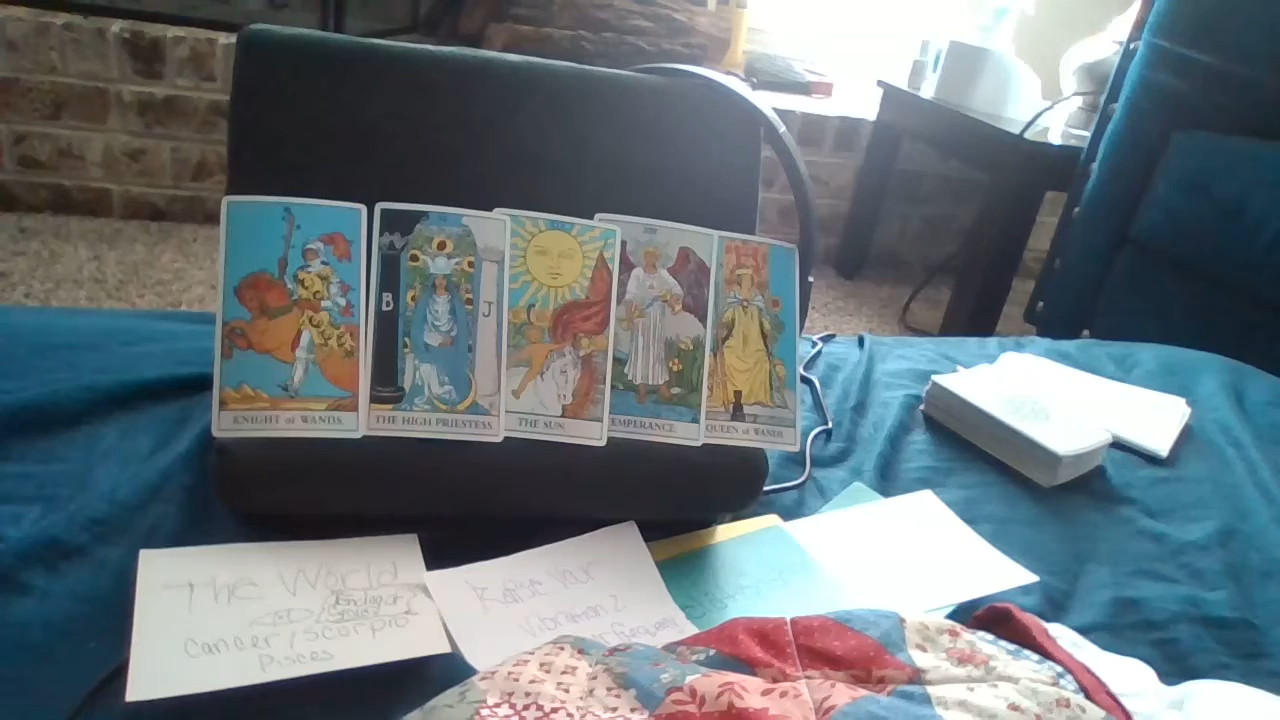 KNIGHT of WANDS.
B
J
THE HIGH PRIESTESS
THE SUN.
TEMPERANCE.
QUEEN of WANDS.
The World
Cancer/Scorpio
Pisces
Raise Your
Vibration